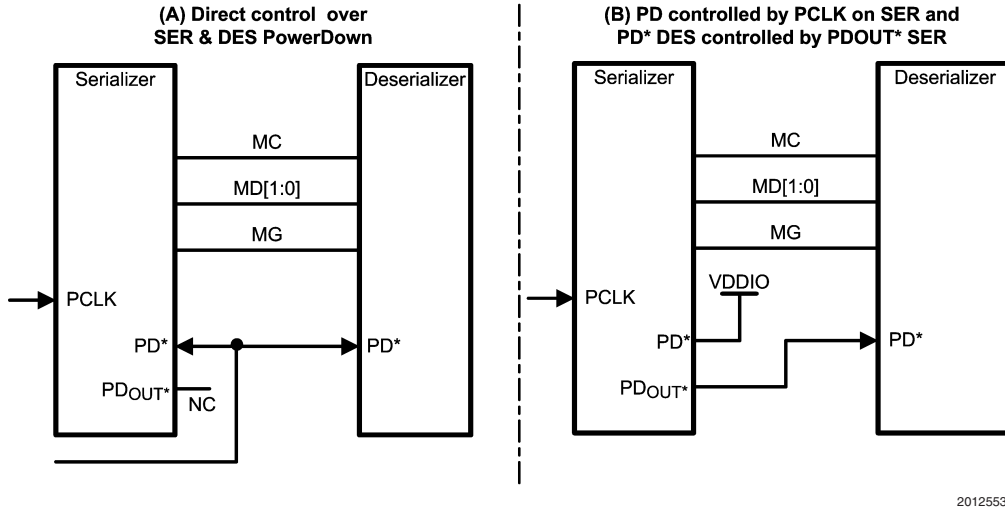 (A) Direct control over
SER & DES PowerDown
Serializer
Deserializer
MC
MD[1:0]
MG
PCLK
PD*
PD*
PDOUT*
NC
(B) PD controlled by PCLK on SER and
PD* DES controlled by PDOUT* SER
Serializer
Deserializer
MC
MD[1:0]
MG
VDDIO
PCLK
PD*
PD*
PDOUT*
2012553